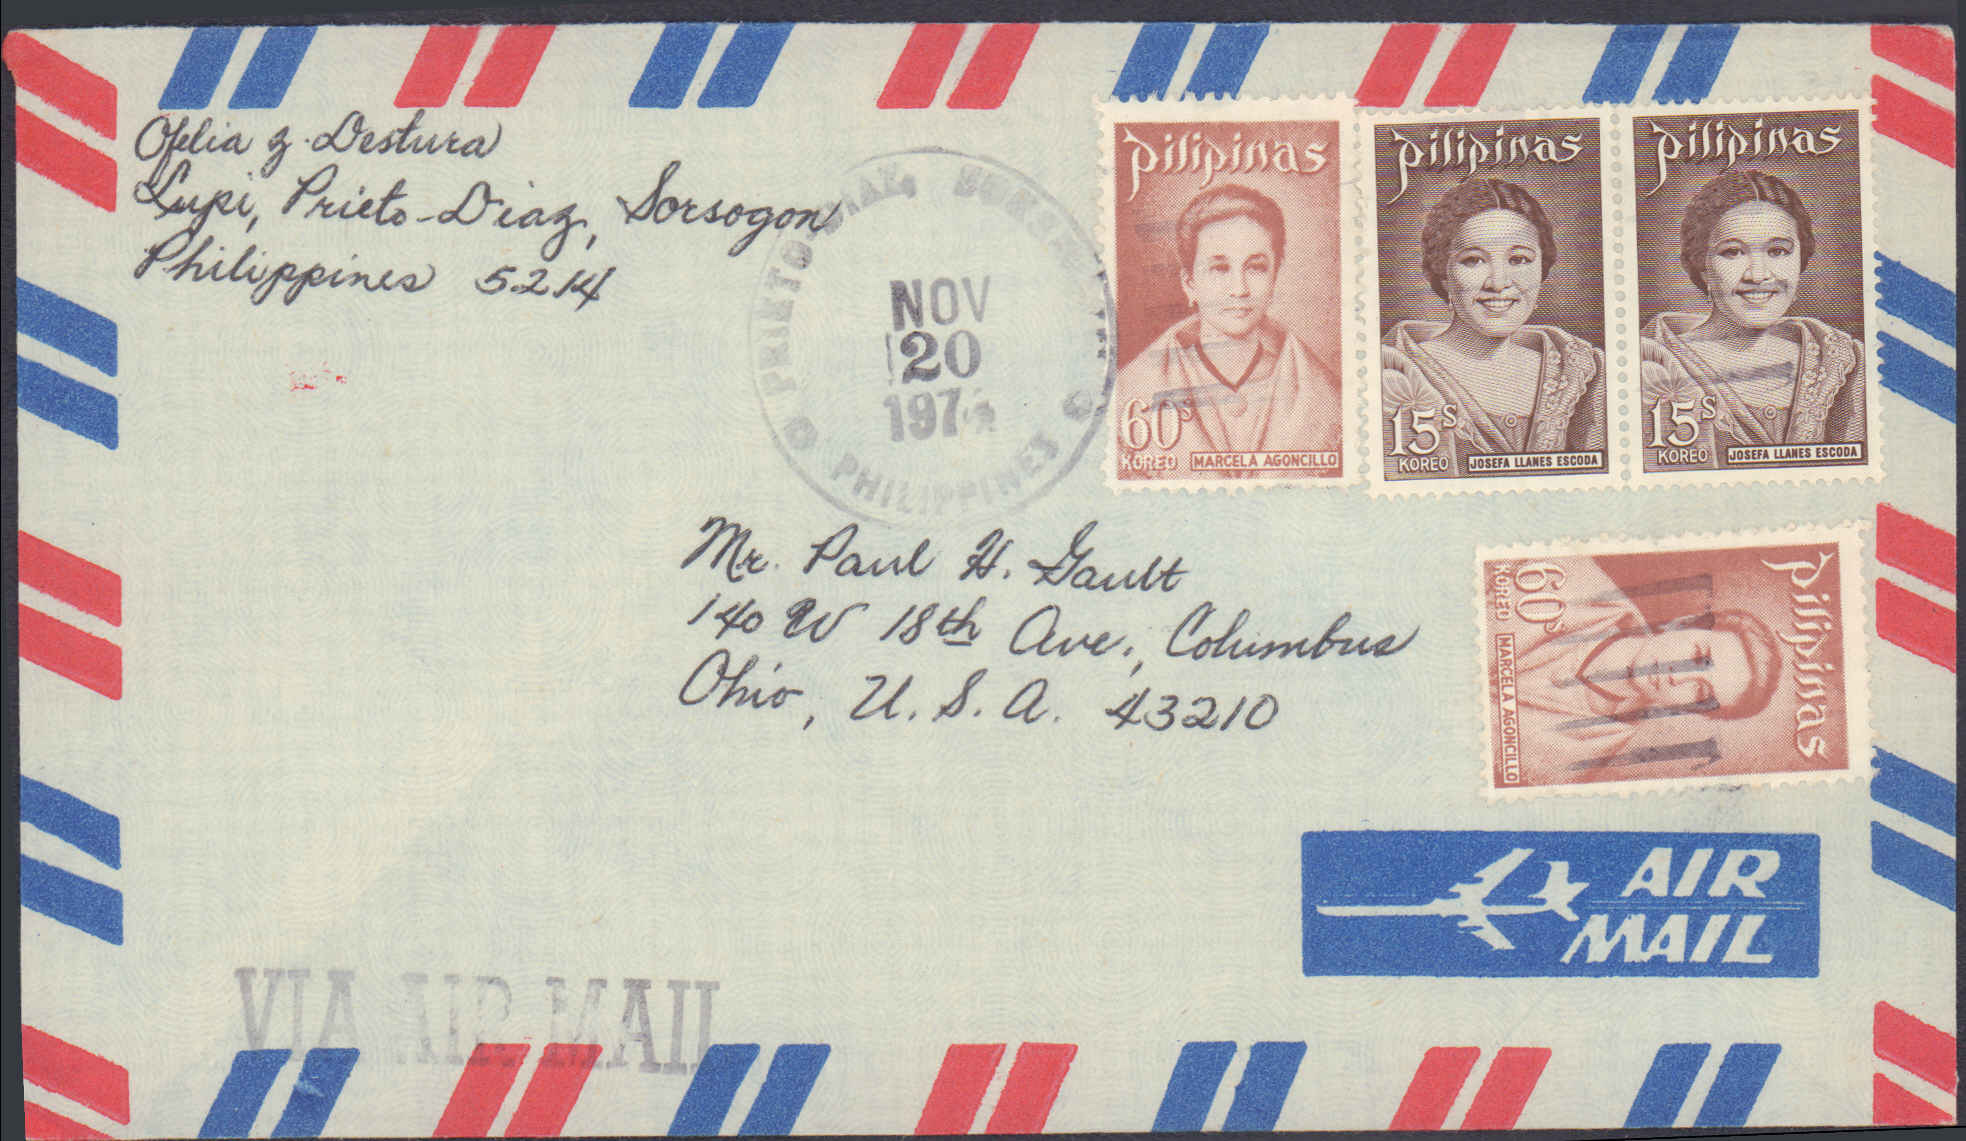 Ofelia Z. Destura
Lupi, Prieto-Diaz, Sorsogon
Philippines 5214
PRIETO DIAZ,
NOV
20
PHILIPPINES
pilipinas
60s
KOREO MARCELA AGONCILLO
pilipinas
15s
KOREO JOSEFA LLANES ESCODA
pilipinas
15s
KOREO JOSEFA LLANES ESCODA
Mr. Paul H. Gault
140 W 18th Ave., Columbus
Ohio, U. S. A. 43210
pilipinas
60s
KOREO MARCELA AGONCILLO
AIR
MAIL
VIA AIR MAIL